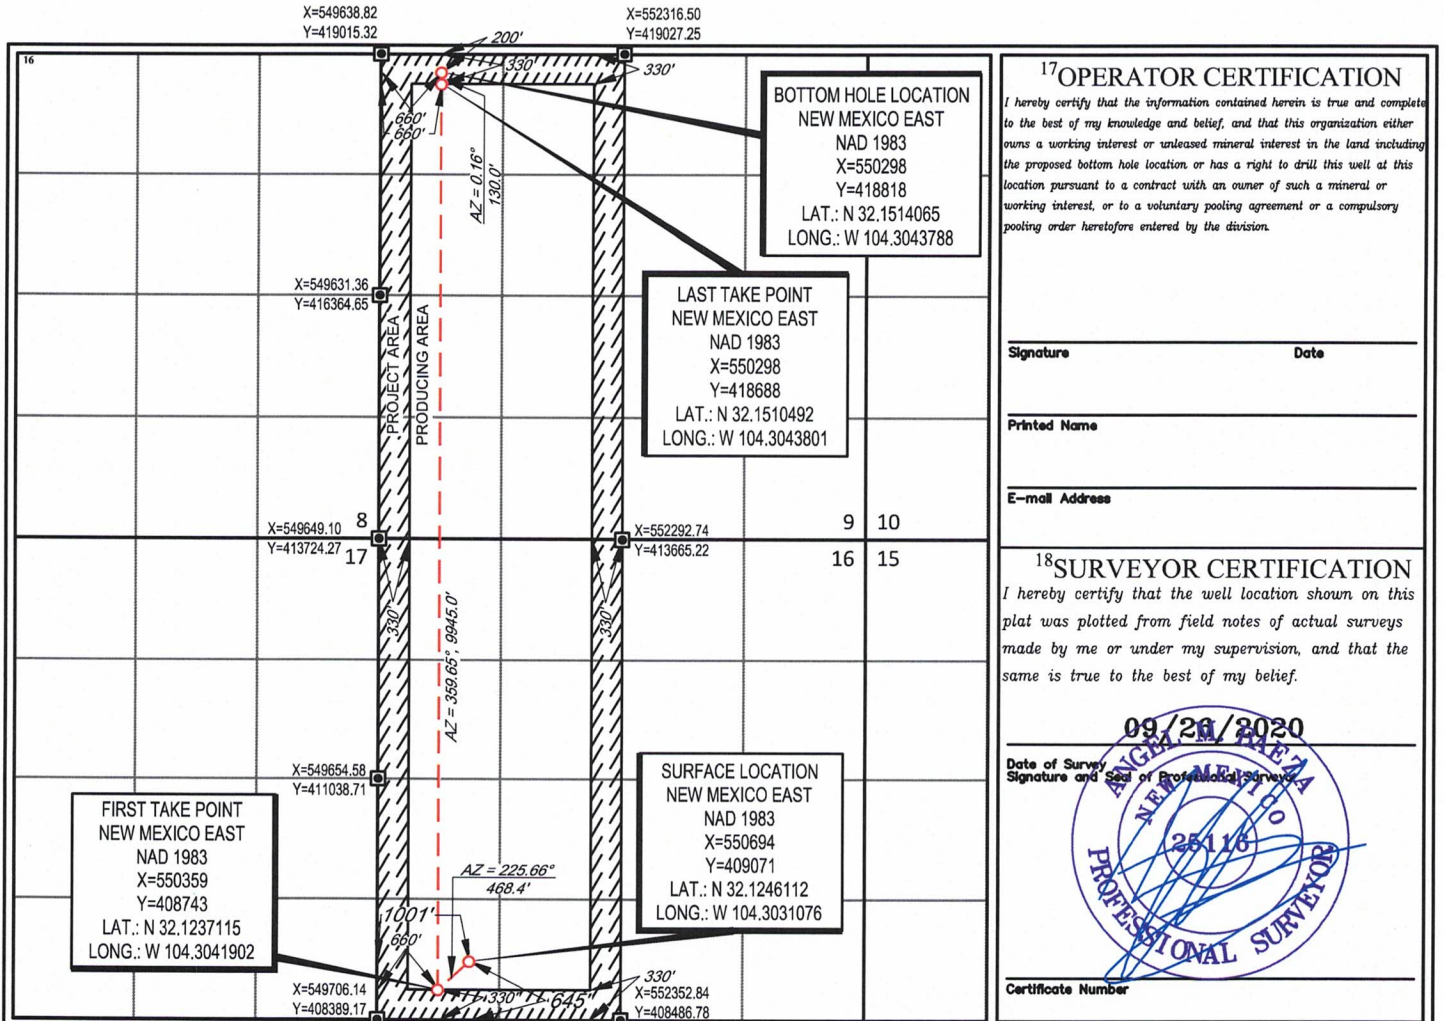 X=549638.82
Y=419015.32
X=552316.50
Y=419027.25
16
200'
330'
330'
660'
660'
AZ = 0.16°
130.0'
BOTTOM HOLE LOCATION
NEW MEXICO EAST
NAD 1983
X=550298
Y=418818
LAT.: N 32.1514065
LONG.: W 104.3043788
LAST TAKE POINT
NEW MEXICO EAST
NAD 1983
X=550298
Y=418688
LAT.: N 32.1510492
LONG.: W 104.3043801
X=549631.36
Y=416364.65
PROJECT AREA
PRODUCING AREA
X=549649.10
Y=413724.27
8
17
X=552292.74
Y=413665.22
9
10
16
15
330'
330'
AZ = 359.65°, 9945.0'
X=549654.58
Y=411038.71
FIRST TAKE POINT
NEW MEXICO EAST
NAD 1983
X=550359
Y=408743
LAT.: N 32.1237115
LONG.: W 104.3041902
SURFACE LOCATION
NEW MEXICO EAST
NAD 1983
X=550694
Y=409071
LAT.: N 32.1246112
LONG.: W 104.3031076
AZ = 225.66°
468.4'
1001'
660'
330'
645"
330'
X=549706.14
Y=408389.17
X=552352.84
Y=408486.78
17OPERATOR CERTIFICATION
I hereby certify that the information contained herein is true and complete
to the best of my knowledge and belief, and that this organization either
owns a working interest or unleased mineral interest in the land including
the proposed bottom hole location or has a right to drill this well at this
location pursuant to a contract with an owner of such a mineral or
working interest, or to a voluntary pooling agreement or a compulsory
pooling order heretofore entered by the division.
Signature Date
Printed Name
E-mail Address
18SURVEYOR CERTIFICATION
I hereby certify that the well location shown on this
plat was plotted from field notes of actual surveys
made by me or under my supervision, and that the
same is true to the best of my belief.
09/26/2020
Date of Survey
Signature and Seal of Professional Surveyor
ANGEL M. BAEZA
NEW MEXICO
25116
PROFESSIONAL SURVEYOR
Certificate Number